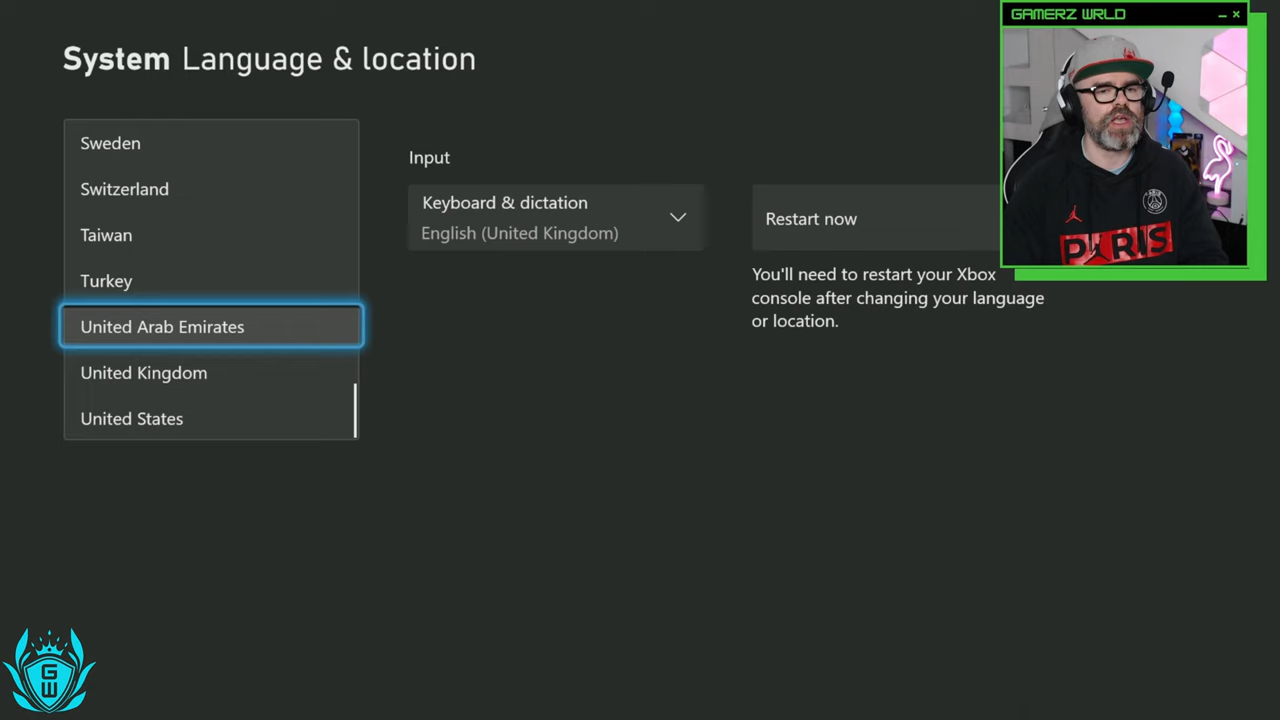 System Language & location
Sweden
Switzerland
Taiwan
Turkey
United Arab Emirates
United Kingdom
United States
Input
Keyboard & dictation
English (United Kingdom)
Restart now
You'll need to restart your Xbox
console after changing your language
or location.
GAMERZ WRLD
PARIS
GW